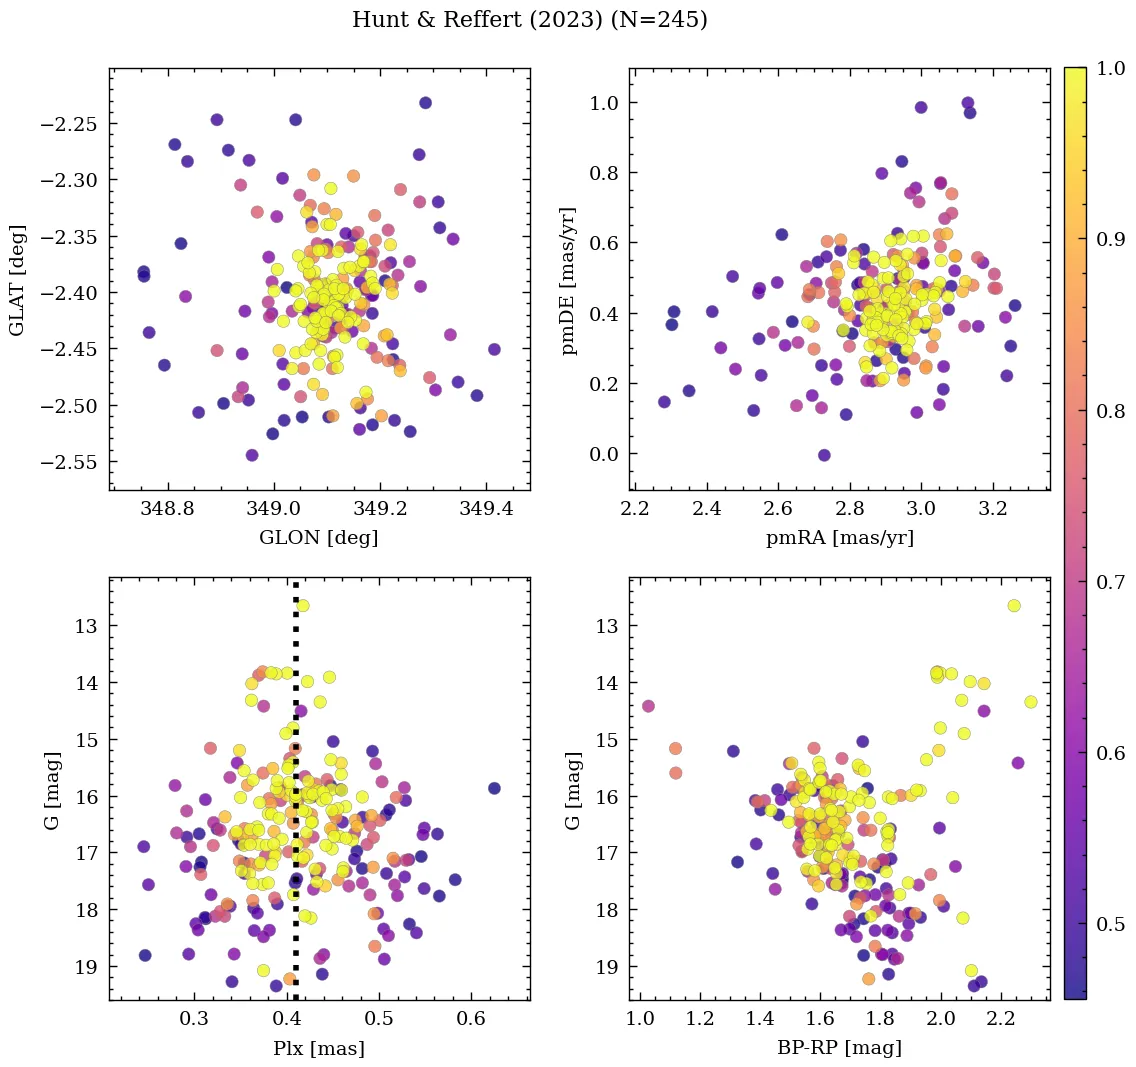 Hunt & Reffert (2023) (N=245)
GLAT [deg]
−2.25
−2.30
−2.35
−2.40
−2.45
−2.50
−2.55
348.8 349.0 349.2 349.4
GLON [deg]
pmDE [mas/yr]
1.0
0.8
0.6
0.4
0.2
0.0
2.2 2.4 2.6 2.8 3.0 3.2
pmRA [mas/yr]
G [mag]
13
14
15
16
17
18
19
0.3 0.4 0.5 0.6
Plx [mas]
G [mag]
13
14
15
16
17
18
19
1.0 1.2 1.4 1.6 1.8 2.0 2.2
BP-RP [mag]
1.0
0.9
0.8
0.7
0.6
0.5